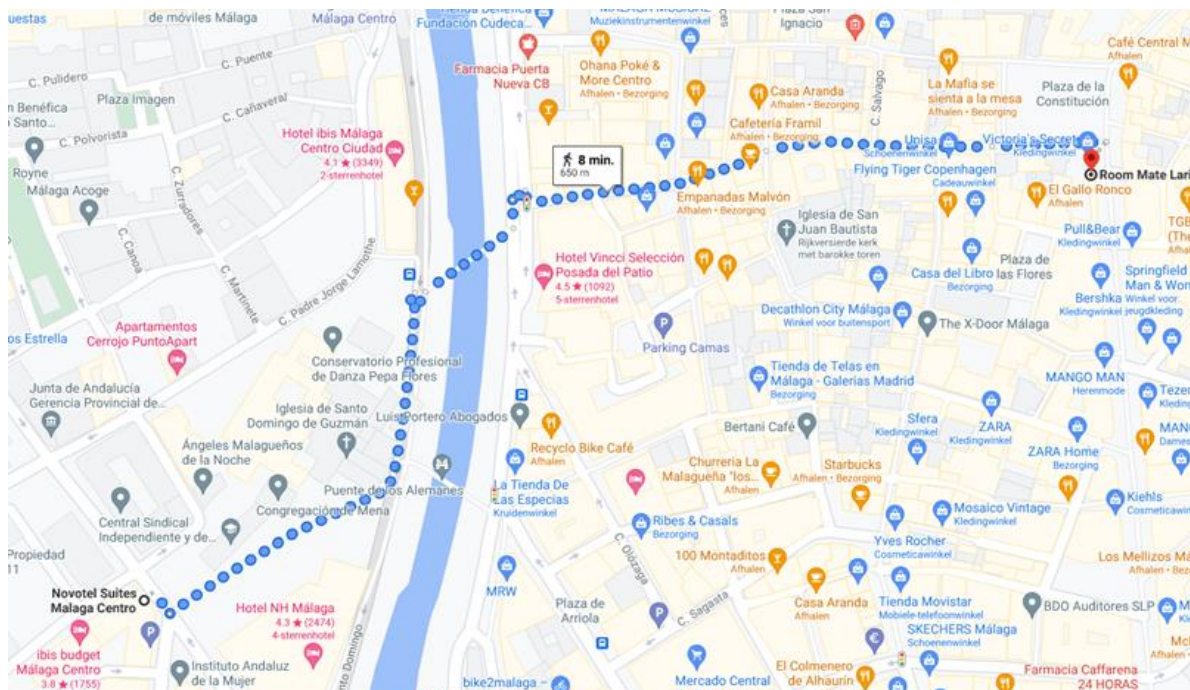 uestas
de móviles Málaga
Málaga Centro
Tienda Benéfica
Fundación Cudeca...
Muziekinstrumentenwinkel
Plaza San
Ignacio
Café Central M
Afhalen
C. Puente
C. Pulidero
Plaza Imagen
C. Cañaveral
n Benéfica
Santo...
C. Polvorista
Farmacia Puerta
Nueva CB
Ohana Poké &
More Centro
Afhalen • Bezorging
Casa Aranda
Afhalen • Bezorging
Cafetería Framil
Afhalen • Bezorging
C. Salvago
La Mafia se
sienta a la mesa
Afhalen • Bezorging
Plaza de la
Constitución
Hotel ibis Málaga
Centro Ciudad
4.1 ★ (3349)
2-sterrenhotel
Royne
Málaga Acoge
C. Zurradores
8 min.
650 m
Unisa
Schoenenwinkel
Victoria's Secret
Kledingwinkel
Flying Tiger Copenhagen
Cadeauwinkel
Room Mate Lari
El Gallo Ronco
Afhalen
Empanadas Malvón
Afhalen • Bezorging
Iglesia de San
Juan Bautista
Rijkversierde kerk
met barokke toren
TGB
(The
Af
Pull&Bear
Kledingwinkel
C. Canoa
C. Martinete
C. Padre Jorge Lamothe
Hotel Vincci Selección
Posada del Patio
4.5 ★ (1092)
5-sterrenhotel
Casa del Libro
Bezorging
Plaza de
las Flores
Springfield
Man & Wom
Winkel voor
jeugdkleding
Bershka
Kledingwinkel
Decathlon City Málaga
Winkel voor buitensport
The X-Door Málaga
os Estrella
Apartamentos
Cerrojo PuntoApart
Parking Camas
Conservatorio Profesional
de Danza Pepa Flores
Tienda de Telas en
Málaga - Galerias Madrid
Bezorging
MANGO MAN
Herenmode
Tezen
Kleding
Junta de Andalucía
Gerencia Provincial de...
Iglesia de Santo
Domingo de Guzmán
Luis Portero Abogados
Bertani Café
Sfera
Kledingwinkel
ZARA
Kledingwinkel
MANG
Dames
Ángeles Malagueños
de la Noche
Recyclo Bike Café
Afhalen
ZARA Home
Bezorging
Puente de los Alemanes
La Tienda De
Las Especias
Kruidenwinkel
Churreria La
Malagueña "los...
Afhalen
Starbucks
Afhalen • Bezorging
Congregación de Mena
Central Sindical
Independiente y de...
Ribes & Casals
Bezorging
Mosaico Vintage
Kledingwinkel
Kiehls
Cosmeticawin
Yves Rocher
Cosmeticawinkel
Propiedad
11
C. Olózaga
100 Montaditos
Afhalen
Los Mellizos Má
Afhalen • Bez
MRW
Novotel Suites
Malaga Centro
Hotel NH Málaga
4.3 ★ (2474)
4-sterrenhotel
Plaza de
Arriola
C. Sagasta
Casa Aranda
Afhalen
Tienda Movistar
Mobiele-telefoonwinkel
BDO Auditores SLP
SKECHERS Málaga
Schoenenwinkel
ibis budget
Málaga Centro
3.8 ★ (1755)
Instituto Andaluz
de la Mujer
nto Domingo
bike2malaga –
Mercado Central
El Colmenero
de Alhaurín
Farmacia Caffarena
24 HORAS